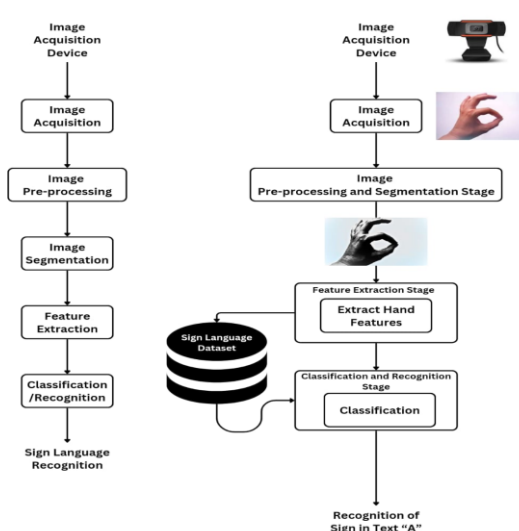 Image
Acquisition
Device
Image
Acquisition
Image
Pre-processing
Image
Segmentation
Feature
Extraction
Classification
/Recognition
Sign Language
Recognition
Image
Acquisition
Device
Image
Acquisition
Image
Pre-processing and Segmentation Stage
Feature Extraction Stage
Extract Hand
Features
Sign Language
Dataset
Classification and Recognition
Stage
Classification
Recognition of
Sign in Text “A”